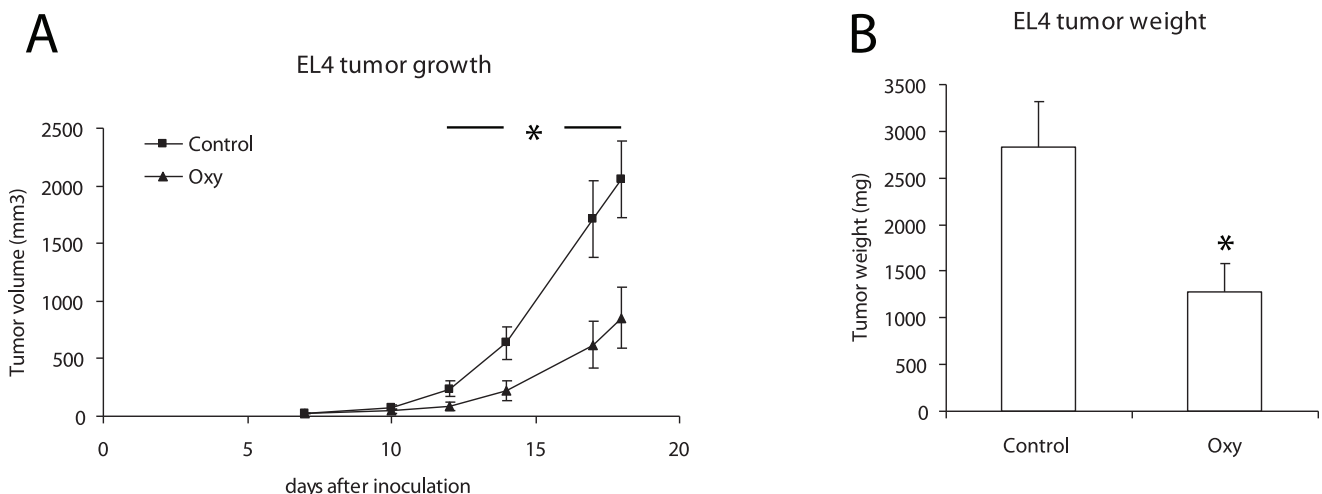 A
EL4 tumor growth
Tumor volume (mm3)
2500
2000
1500
1000
500
0
Control
Oxy
*
0 5 10 15 20
days after inoculation
B
EL4 tumor weight
Tumor weight (mg)
3500
3000
2500
2000
1500
1000
500
0
*
Control Oxy